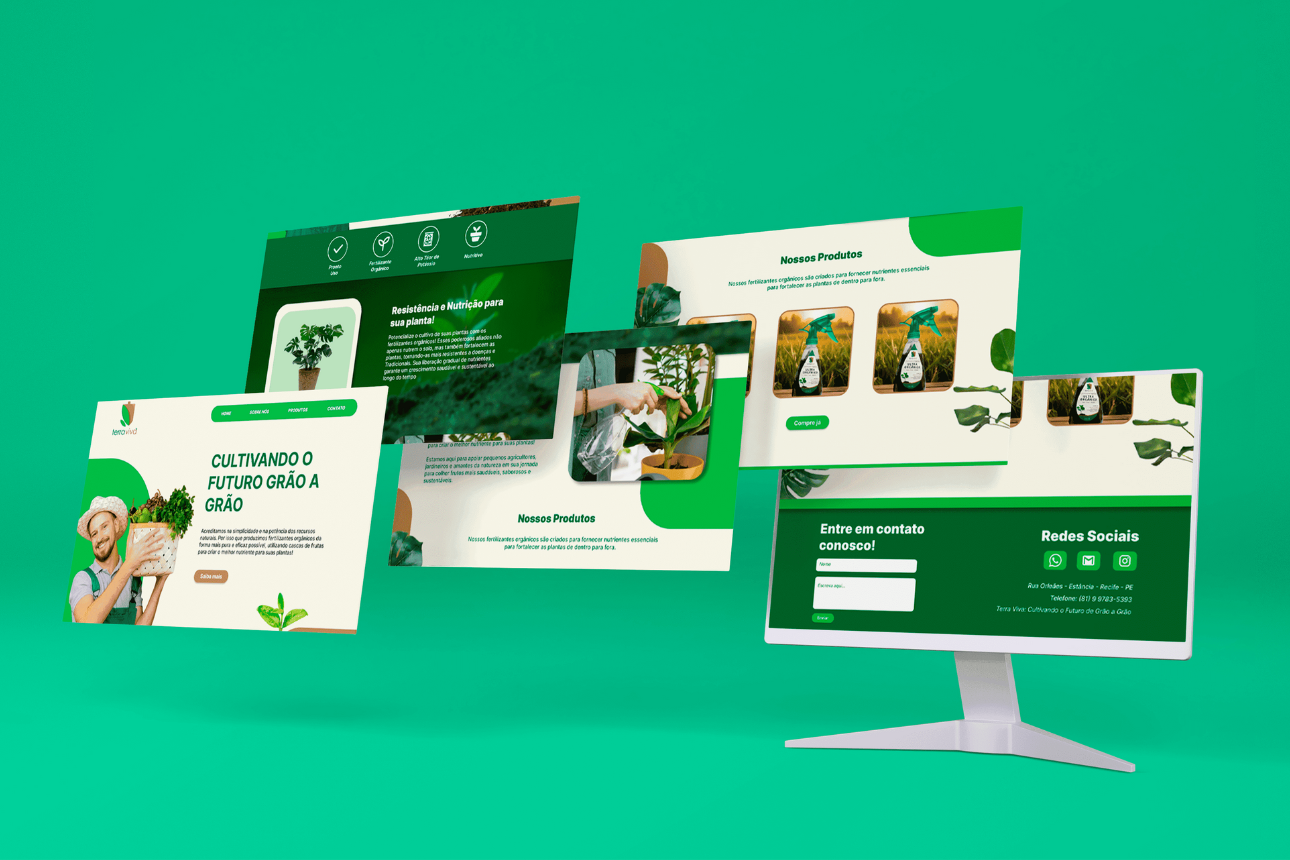 terraviva
HOME
SOBRE NÓS
PRODUTOS
CONTATO
CULTIVANDO O
FUTURO GRÃO A
GRÃO
Acreditamos na simplicidade e na potência dos recursos
naturais. Por isso que produzimos fertilizantes orgânicos da
forma mais pura e eficaz possível, utilizando cascas de frutas
para criar o melhor nutriente para suas plantas!
Saiba mais
Pronto
Uso
Fertilizante
Orgânico
Alto Teor de
Potássio
Nutritivo
Resistência e Nutrição para
sua planta!
Potencialize o cultivo de suas plantas com os
fertilizantes orgânicos! Esses poderosos aliados não
apenas nutrem o solo, mas também fortalecem as
plantas, tornando-as mais resistentes a doenças e
Tradicionais. Sua liberação gradual de nutrientes
garante um crescimento saudável e sustentável ao
longo do tempo
para criar o melhor nutriente para suas plantas!
Estamos aqui para apoiar pequenos agricultores,
jardineiros e amantes da natureza em sua jornada
para colher frutas mais saudáveis, saborosas e
sustentáveis.
Nossos Produtos
Nossos fertilizantes orgânicos são criados para fornecer nutrientes essenciais
para fortalecer as plantas de dentro para fora.
Nossos Produtos
Nossos fertilizantes orgânicos são criados para fornecer nutrientes essenciais
para fortalecer as plantas de dentro para fora.
Compre já
Entre em contato
conosco!
Nome
Escreva aqui...
Enviar
Redes Sociais
Rua Orleães - Estância - Recife - PE
Telefone: (81) 9 9783-5393
Terra Viva: Cultivando o Futuro de Grão a Grão